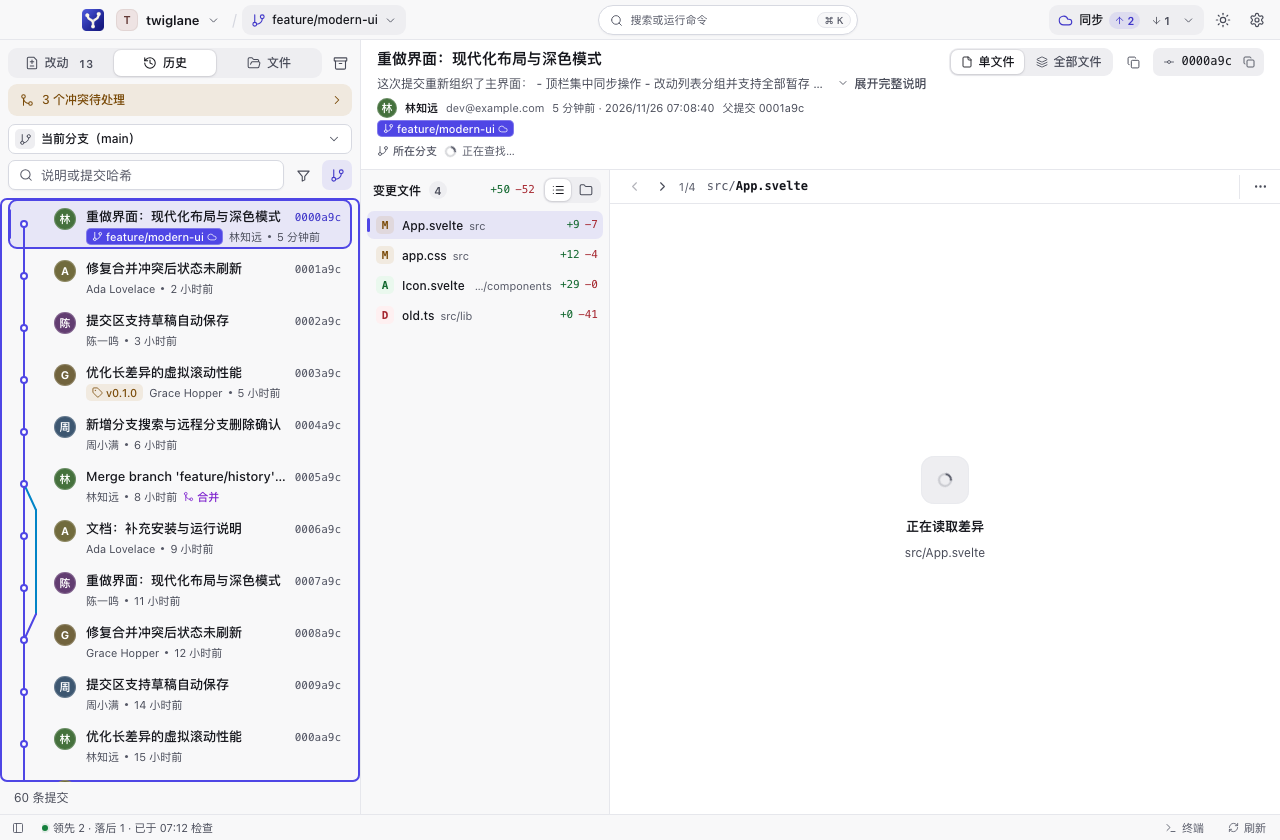 T twiglane / feature/modern-ui 搜索或运行命令 ⌘ K 同步 ↑ 2 ↓ 1
改动 13 历史 文件
3 个冲突待处理
当前分支（main）
说明或提交哈希
林 重做界面：现代化布局与深色模式 0000a9c
feature/modern-ui 林知远 • 5 分钟前
A 修复合并冲突后状态未刷新 0001a9c
Ada Lovelace • 2 小时前
陈 提交区支持草稿自动保存 0002a9c
陈一鸣 • 3 小时前
G 优化长差异的虚拟滚动性能 0003a9c
v0.1.0 Grace Hopper • 5 小时前
周 新增分支搜索与远程分支删除确认 0004a9c
周小满 • 6 小时前
林 Merge branch 'feature/history'... 0005a9c
林知远 • 8 小时前 合并
A 文档：补充安装与运行说明 0006a9c
Ada Lovelace • 9 小时前
陈 重做界面：现代化布局与深色模式 0007a9c
陈一鸣 • 11 小时前
G 修复合并冲突后状态未刷新 0008a9c
Grace Hopper • 12 小时前
周 提交区支持草稿自动保存 0009a9c
周小满 • 14 小时前
林 优化长差异的虚拟滚动性能 000aa9c
林知远 • 15 小时前
60 条提交
重做界面：现代化布局与深色模式 单文件 全部文件 0000a9c
这次提交重新组织了主界面： - 顶栏集中同步操作 - 改动列表分组并支持全部暂存 ... 展开完整说明
林 林知远 dev@example.com 5 分钟前 · 2026/11/26 07:08:40 父提交 0001a9c
feature/modern-ui
所在分支 正在查找...
变更文件 4 +50 −52
M App.svelte src +9 −7
M app.css src +12 −4
A Icon.svelte .../components +29 −0
D old.ts src/lib +0 −41
1/4 src/App.svelte
正在读取差异
src/App.svelte
领先 2 · 落后 1 · 已于 07:12 检查 终端 刷新